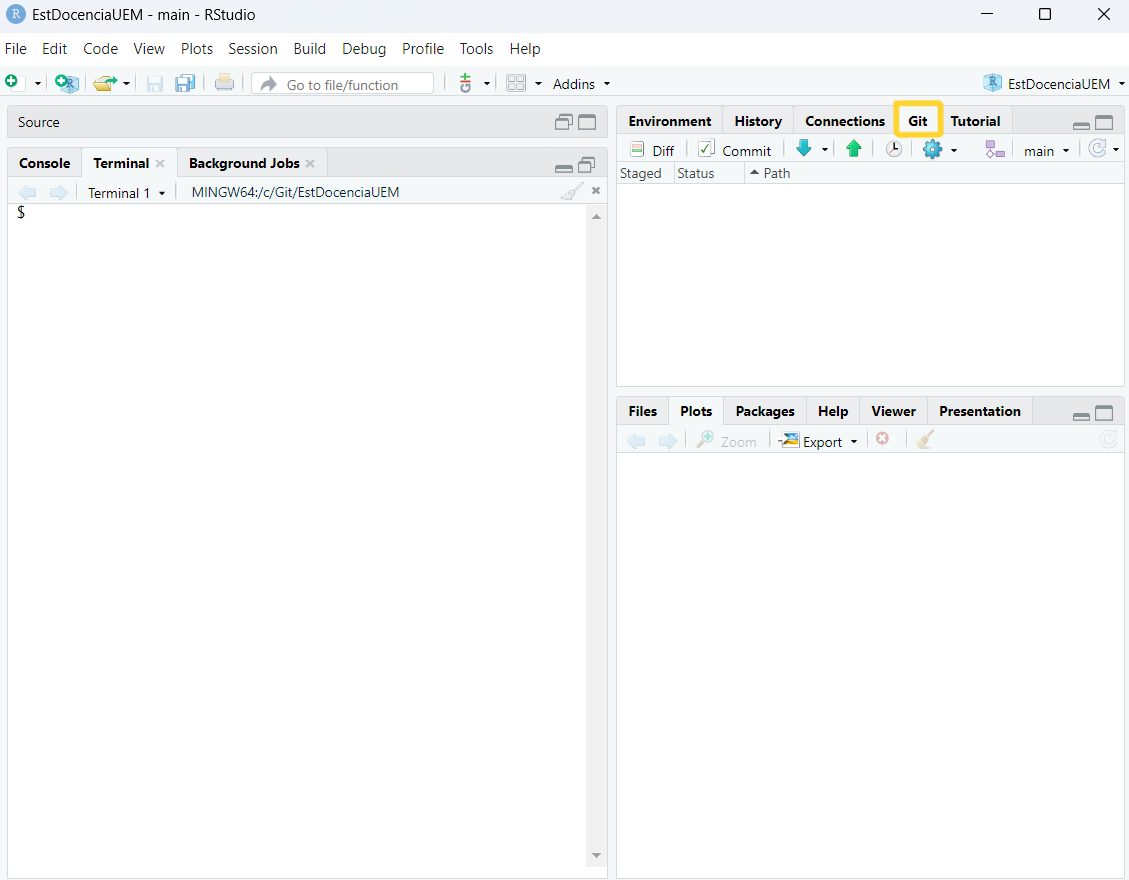 R EstDocenciaUEM - main - RStudio
File Edit Code View Plots Session Build Debug Profile Tools Help
Go to file/function Addins EstDocenciaUEM
Source
Console Terminal Background Jobs
Terminal 1 MINGW64:/c/Git/EstDocenciaUEM
$
Environment History Connections Git Tutorial
Diff Commit main
Staged Status Path
Files Plots Packages Help Viewer Presentation
Zoom Export